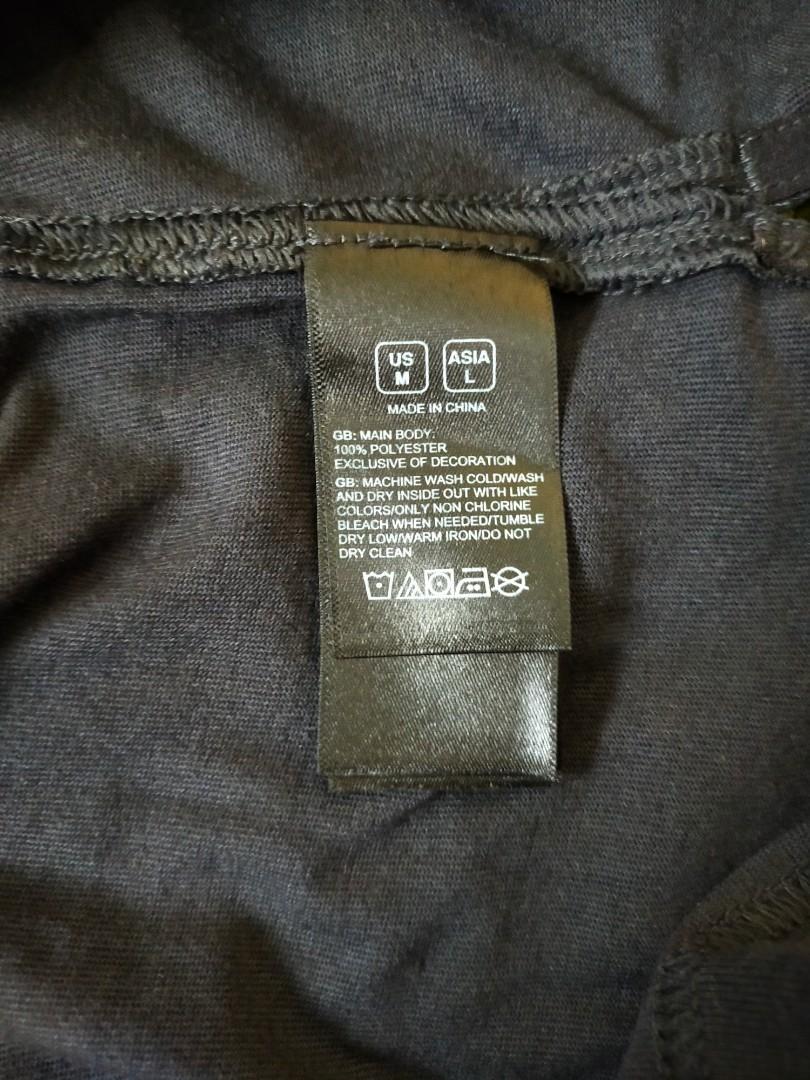 US ASIA
M L
MADE IN CHINA
GB: MAIN BODY:
100% POLYESTER
EXCLUSIVE OF DECORATION
GB: MACHINE WASH COLD/WASH
AND DRY INSIDE OUT WITH LIKE
COLORS/ONLY NON CHLORINE
BLEACH WHEN NEEDED/TUMBLE
DRY LOW/WARM IRON/DO NOT
DRY CLEAN